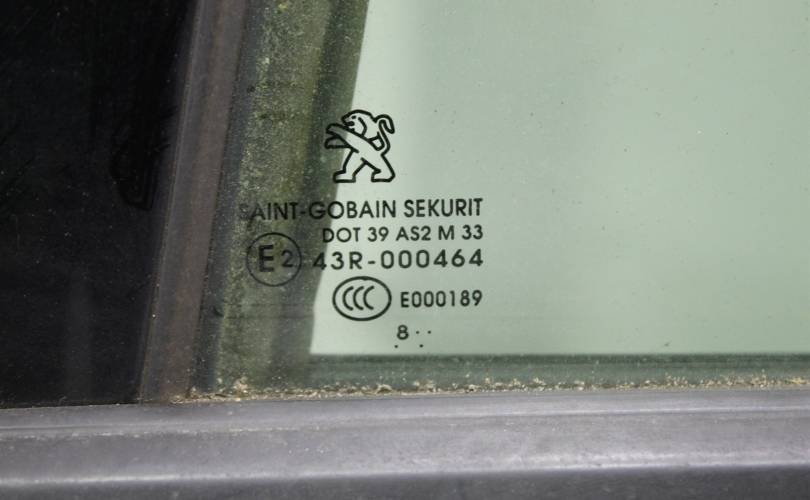 SAINT-GOBAIN SEKURIT
DOT 39 AS2 M 33
E2 43R-000464
CCC E000189
8